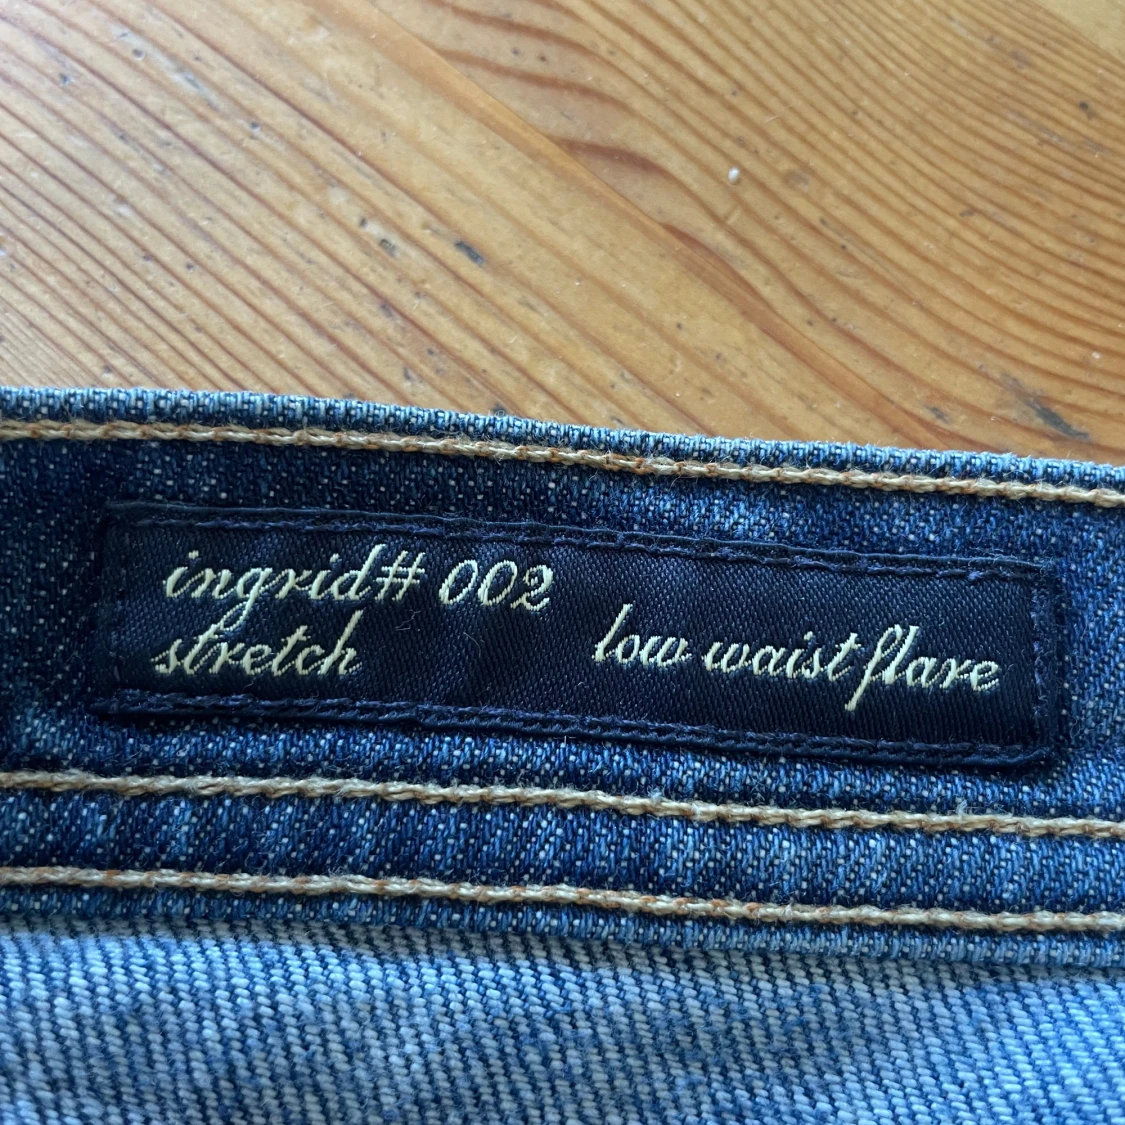 ingrid# 002
stretch
low waist flare